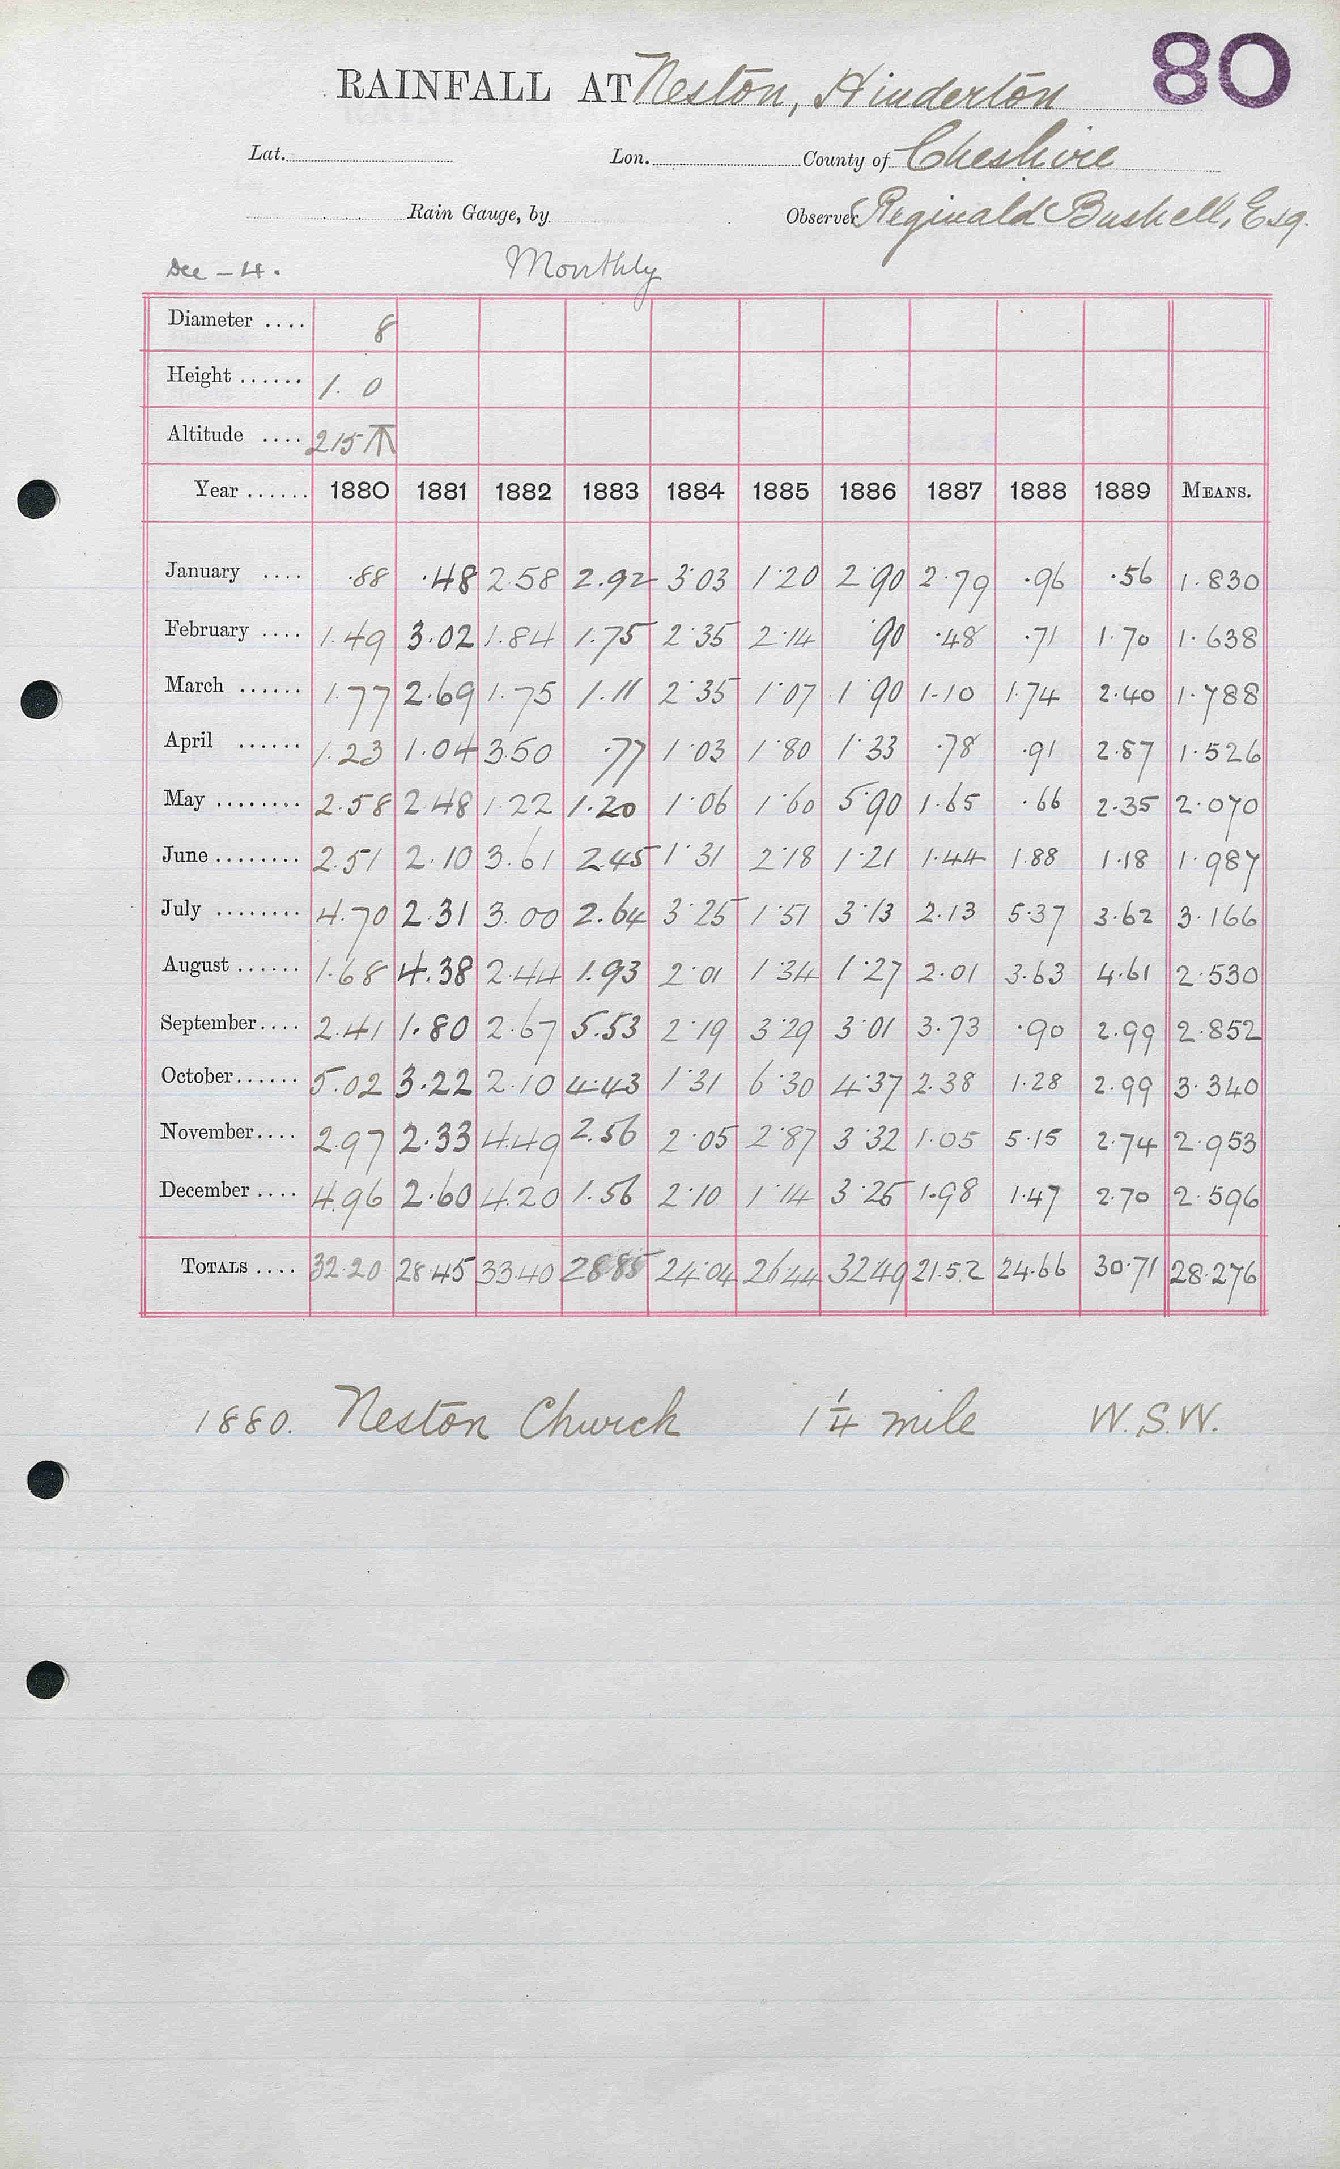 80
RAINFALL AT Neston, Hinderton
Lat. Lon. County of Cheshire
Rain Gauge, by Observer Reginald Bushell, Esq.
Dec - 4. Monthly
Diameter .... 8
Height ...... 1. 0
Altitude .... 215 T
Year ...... 1880 1881 1882 1883 1884 1885 1886 1887 1888 1889 MEANS.
January .... .88 .48 2.58 2.92 3.03 1.20 2.90 2.79 .96 .56 1.830
February .... 1.49 3.02 1.84 1.75 2.35 2.14 .90 .48 .71 1.70 1.638
March ...... 1.77 2.69 1.75 1.11 2.35 1.07 1.90 1.10 1.74 2.40 1.788
April ...... 1.23 1.04 3.50 .77 1.03 1.80 1.33 .78 .91 2.87 1.526
May ........ 2.58 2.48 1.22 1.20 1.06 1.60 5.90 1.65 .66 2.35 2.070
June ........ 2.51 2.10 3.61 2.45 1.31 2.18 1.21 1.44 1.88 1.18 1.987
July ........ 4.70 2.31 3.00 2.64 3.25 1.51 3.13 2.13 5.37 3.62 3.166
August ...... 1.68 4.38 2.44 1.93 2.01 1.34 1.27 2.01 3.63 4.61 2.530
September.... 2.41 1.80 2.67 5.53 2.19 3.29 3.01 3.73 .90 2.99 2.852
October...... 5.02 3.22 2.10 4.43 1.31 6.30 4.37 2.38 1.28 2.99 3.340
November.... 2.97 2.33 4.49 2.56 2.05 2.87 3.32 1.05 5.15 2.74 2.953
December .... 4.96 2.60 4.20 1.56 2.10 1.14 3.25 1.98 1.47 2.70 2.596
TOTALS .... 32.20 28.45 33.40 28.85 24.04 26.44 32.49 21.52 24.66 30.71 28.276
1880. Neston Church 1 1/4 mile W.S.W.